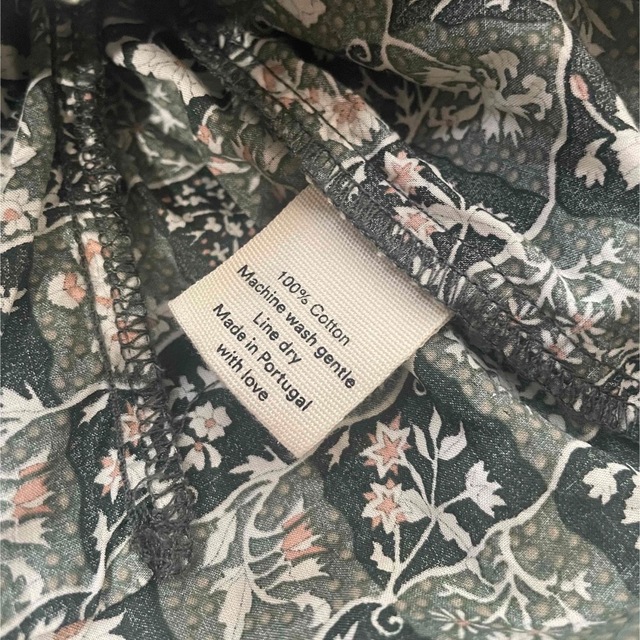 100% Cotton
Machine wash gentle
Line dry
Made in Portugal
with love